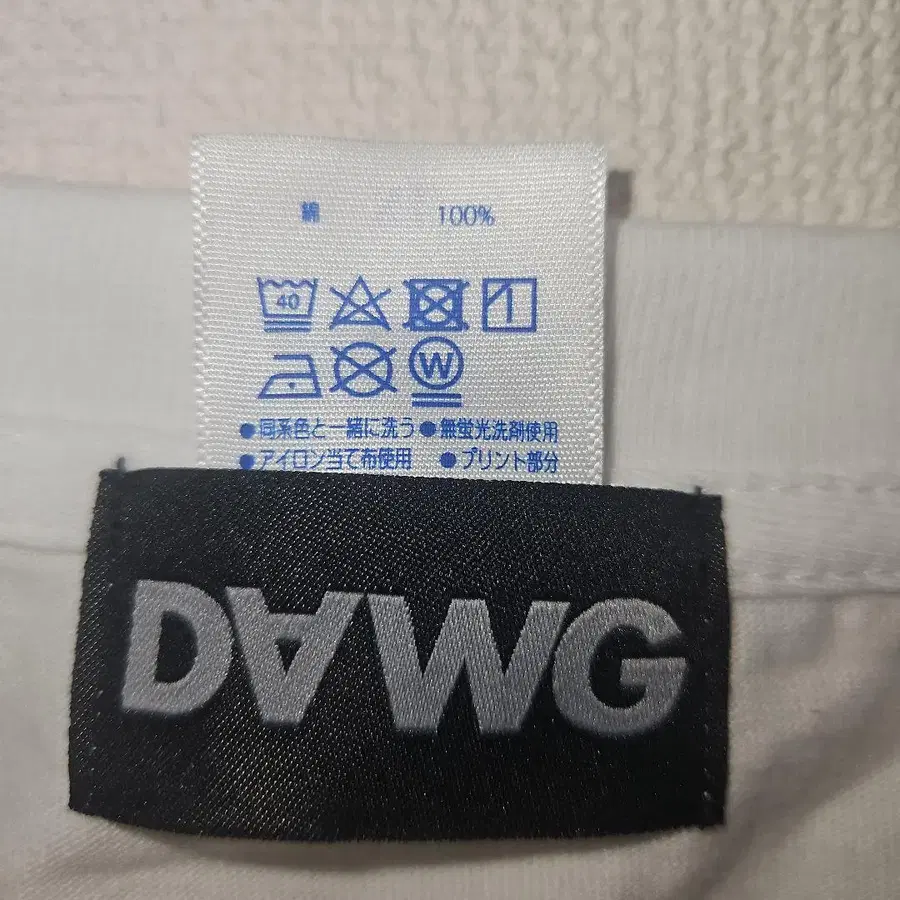 綿 100%
40
W
●同系色と一緒に洗う ●無蛍光洗剤使用
●アイロン当て布使用 ●プリント部分
DAWG